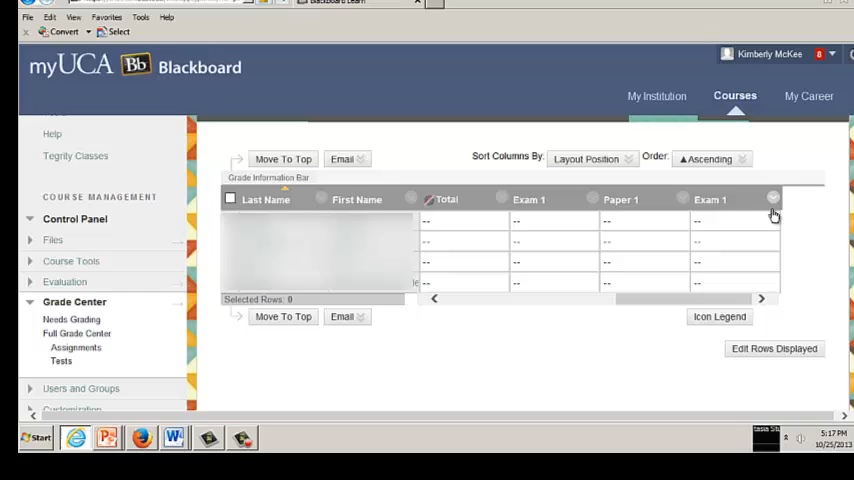 Blackboard Learn
File Edit View Favorites Tools Help
Convert Select
myUCA Bb Blackboard
Kimberly McKee 8
My Institution Courses My Career
Help
Tegrity Classes
COURSE MANAGEMENT
Control Panel
Files
Course Tools
Evaluation
Grade Center
Needs Grading
Full Grade Center
Assignments
Tests
Users and Groups
Customization
Move To Top Email Sort Columns By: Layout Position Order: ▲Ascending
Grade Information Bar
Last Name First Name Total Exam 1 Paper 1 Exam 1
-- -- -- --
-- -- -- --
-- -- -- --
-- -- -- --
Selected Rows: 0
Move To Top Email Icon Legend
Edit Rows Displayed
Start
5:17 PM
10/25/2013